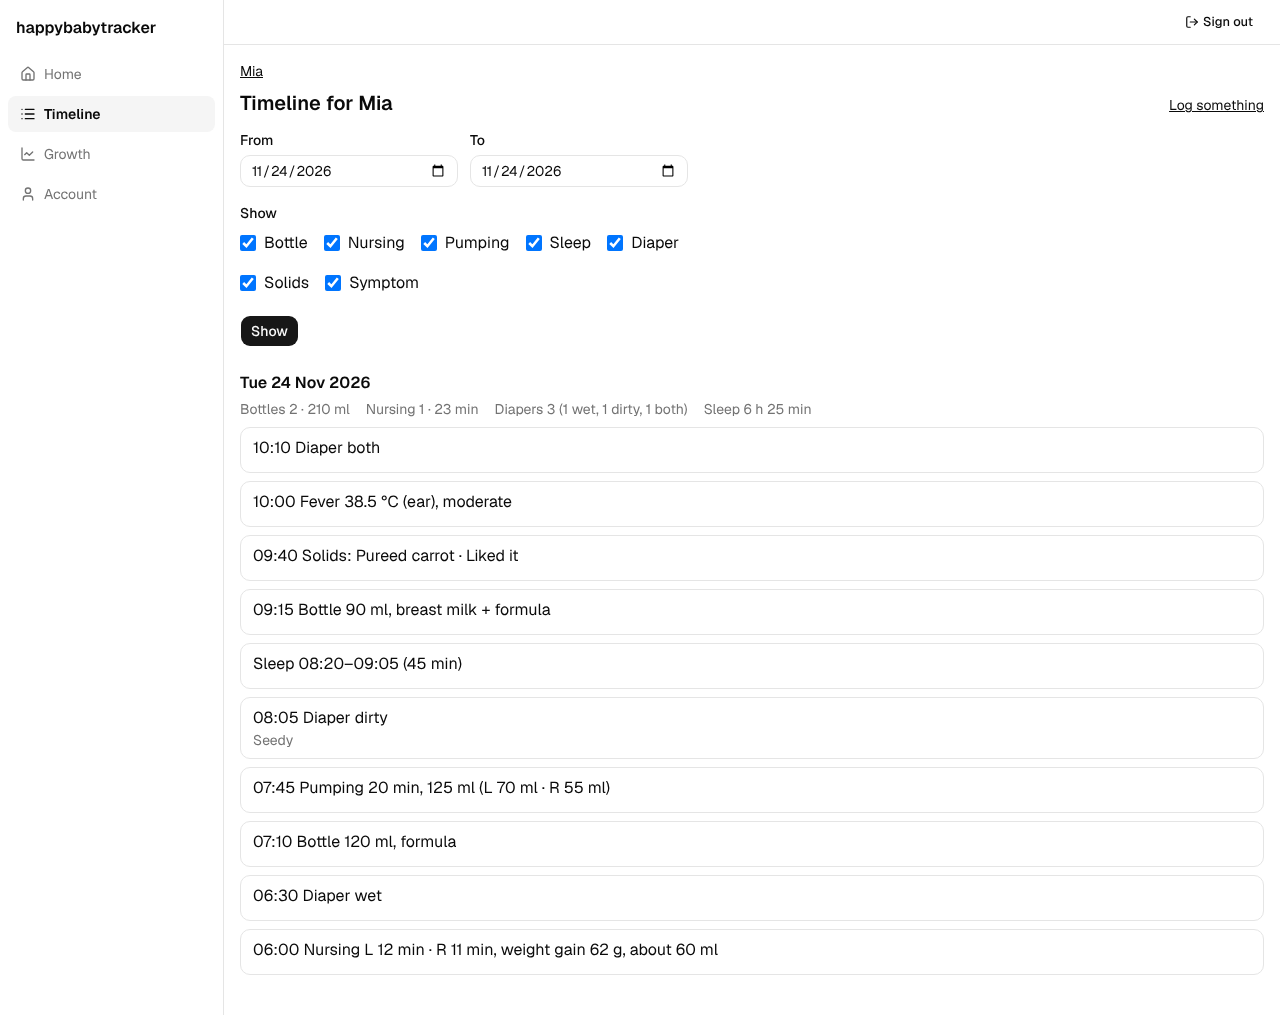 happybabytracker
Home
Timeline
Growth
Account
Sign out
Mia
Timeline for Mia
Log something
From
To
11/24/2026
11/24/2026
Show
Bottle Nursing Pumping Sleep Diaper
Solids Symptom
Show
Tue 24 Nov 2026
Bottles 2 · 210 ml Nursing 1 · 23 min Diapers 3 (1 wet, 1 dirty, 1 both) Sleep 6 h 25 min
10:10 Diaper both
10:00 Fever 38.5 °C (ear), moderate
09:40 Solids: Pureed carrot · Liked it
09:15 Bottle 90 ml, breast milk + formula
Sleep 08:20–09:05 (45 min)
08:05 Diaper dirty
Seedy
07:45 Pumping 20 min, 125 ml (L 70 ml · R 55 ml)
07:10 Bottle 120 ml, formula
06:30 Diaper wet
06:00 Nursing L 12 min · R 11 min, weight gain 62 g, about 60 ml